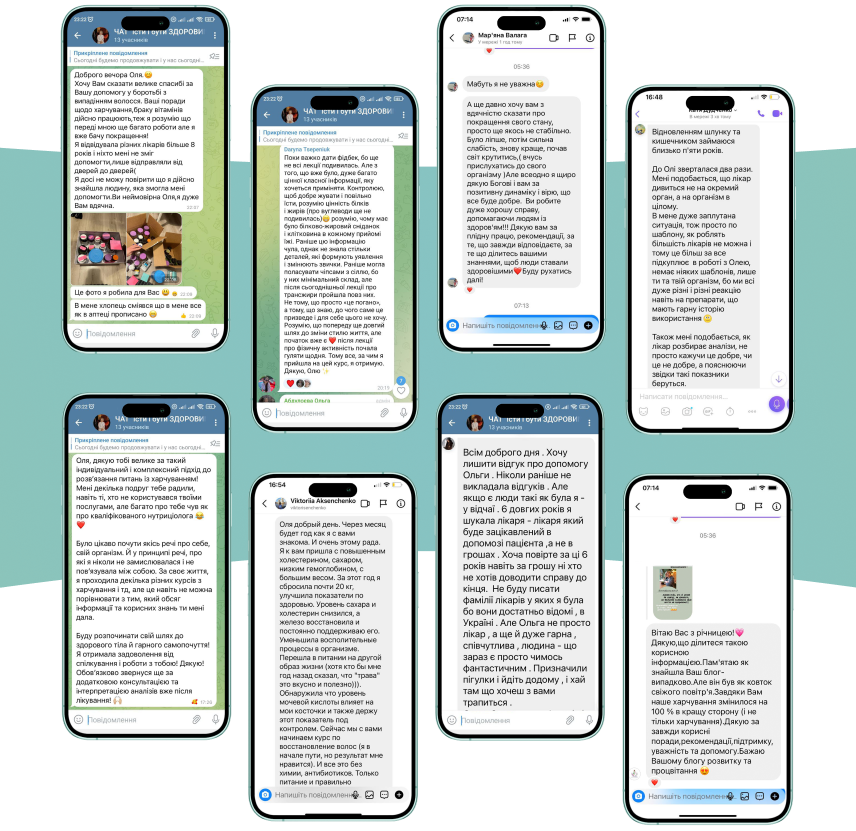 23:22
ЧАТ "Їсти і бути ЗДОРОВИ
13 учасників
Прикріплене повідомлення
Сьогодні будемо продовжувати і у нас сьогодні...
Доброго вечора Оля.😊
Хочу Вам сказати велике спасибі за
Вашу допомогу у боротьбі з
випадінням волосся. Ваші поради
щодо харчування,браку вітамінів
дійсно працюють,теж я розумію що
переді мною ще багато роботи але я
вже бачу покращення!
Я відвідувала різних лікарів більше 8
років і ніхто мені не зміг
допомогти,лише відправляли від
дверей до дверей(
Я досі не можу повірити що я дійсно
знайшла людину, яка змогла мені
допомогти.Ви неймовірна Оля,я дуже
Вам вдячна.
22:07
22:08
Це фото я робила для Вас
22:08
В мене хлопець сміявся що в мене все
як в аптеці прописано
22:08
Повідомлення
23:22
ЧАТ "Їсти і бути ЗДОРОВИ
13 учасників
Прикріплене повідомлення
Сьогодні будемо продовжувати і у нас сьогодні...
Daryna Tsepeniuk
Поки важко дати фідбек, бо ще
не всі лекції подивилась. Але з
того, що вже було, дуже багато
цінної класної інформації, яку
хочеться приміняти. Контролюю,
щоб добре жувати і повільно
їсти, розумію цінність білків
і жирів (про вуглеводи ще не
подивилась)😄 розумію, чому має
бути білково-жировий сніданок
і клітковина в кожному прийомі
їжі. Раніше цю інформацію
чула, однак не знала стільки
деталей, які формують уявлення
і змінюють звички. Раніше могла
поласувати чіпсами з сіллю, бо
у них мінімальний склад, але
після сьогоднішньої лекції про
трансжири пройшла повз них.
Не тому, що просто «це погано»,
а тому, що знаю, до чого саме це
призведе і для себе цього не хочу.
Розумію, що попереду ще довгий
шлях до зміни стилю життя, але
початок вже є ❤️ після лекції
про фізичну активність почала
гуляти щодня. Тому все, за чим я
прийшла на цей курс, я отримую.
Дякую, Олю ✨
20:19
7
Абдуллєва Ольга
Повідомлення
07:14
Мар'яна Валага
У мережі 1 год тому
05:36
Мабуть я не уважна😉
А ще давно хочу вам з
вдячністю сказати про
покращення свого стану,
просто ще якось не стабільно.
Було ліпше, потім сильна
слабість, знову краще, почав
світ крутитись,( вчусь
прислухатись до свого
організму )Але всеодно я щиро
дякую Богові і вам за
позитивну динаміку і вірю, що
все буде добре. Ви робите
дуже хорошу справу,
допомагаючи людям із
здоров'ям!!! Дякую вам за
плідну працю, рекомендації, за
те, що завжди відповідаєте, за
те що ділитесь вашими
знаннями, щоб люди ставали
здоровішими❤️Буду рухатись
далі!
07:13
Напишіть повідомлення
16:48
Відновленням шлунку та
кишечником займаюся
близько п'яти років.
До Олі зверталася два рази.
Мені подобається, що лікар
дивиться не на окремий
орган, а на організм в
цілому.
В мене дуже заплутана
ситуація, тож просто по
шаблону, як роблять
більшість лікарів не можна і
тому це більш за все
підкуплює в роботі з Олею,
немає ніяких шаблонів, лише
ти та твій організм, бо ми всі
дуже різні і різні реакцію
навіть на препарати, що
мають гарну історію
використання
Також мені подобається, як
лікар розбирає аналізи, не
просто кажучи це добре, чи
це не добре, а пояснюючи
звідки такі показники
беруться.
Написати повідомлення...
23:22
ЧАТ "Їсти і бути ЗДОРОВИ
13 учасників
Прикріплене повідомлення
Сьогодні будемо продовжувати і у нас сьогодні...
Оля, дякую тобі велике за такий
індивідуальний і комплексний підхід до
розв'язання питань із харчуванням!
Мені декілька подруг тебе радили,
навіть ті, хто не користувався твоїми
послугами, але багато про тебе чув як
про кваліфікованого нутриціолога 😂
❤️
Було цікаво почути якісь речі про себе,
свій організм. Й у принципі речі, про
які я ніколи не замислювалася і не
пов'язувала між собою. За своє життя,
я проходила декілька різних курсів з
харчування і тд, але це навіть не можна
порівнювати з тим, який обсяг
інформації та корисних знань ти мені
дала.
Буду розпочинати свій шлях до
здорового тіла й гарного самопочуття!
Я отримала задоволення від
спілкування і роботи з тобою! Дякую!
Обов'язково звернуся ще за
додатковою консультацією та
інтерпретацією аналізів вже після
лікування! 🙌🏻
17:28
Повідомлення
16:54
Viktoriia Aksenchenko
viktoriiaksenchenko
Оля добрый день. Через месяц
будет год как я с вами
знакома. И очень этому рада.
Я к вам пришла с повышенным
холестерином, сахаром,
низким гемоглобином, с
большим весом. За этот год я
сбросила почти 20 кг,
улучшила показатели по
здоровью. Уровень сахара и
холестерин снизился, а
железо восстановила и
постоянно поддерживаю его.
Уменьшила восполительные
процессы в организме.
Перешла в питании на другой
образ жизни (хотя кто бы мне
год назад сказал, что "трава"
это вкусно и полезно))).
Обнаружила что уровень
мочевой кислоты влияет на
мои косточки и также держу
этот показатель под
контролем. Сейчас мы с вами
начинаем курс по
восстановление волос (я в
начале пути, но результат мне
нравится). И все это без
химии, антибиотиков. Только
питание и правильно
Напишіть повідомлення
23:22
ЧАТ "Їсти і бути ЗДОРОВИ
13 учасників
Всім доброго дня . Хочу
лишити відгук про допомогу
Ольги . Ніколи раніше не
викладала відгуків . Але
якщо є люди такі як була я -
у відчаї . 6 довгих років я
шукала лікаря - лікаря який
буде зацікавлений в
допомозі пацієнта ,а не в
грошах . Хоча повірте за ці 6
років навіть за грошу ні хто
не хотів доводити справу до
кінця.  Не буду писати
фамілії лікарів у яких я була
бо вони достатньо відомі , в
Україні . Але Ольга не просто
лікар , а ще й дуже гарна ,
співчутлива , людина - що
зараз є просто чимось
фантастичним . Призначили
пігулки і йдіть додому , і хай
там що хочеш з вами
трапиться .
Повідомлення
07:14
05:36
Вітаю Вас з річницею!💗
Дякую,що ділитеся такою
корисною
інформацією.Пам'ятаю як
знайшла Ваш блог-
випадково.Але він був як ковток
свіжого повітр'я.Завдяки Вам
наше харчування змінилося на
100 % в кращу сторону (і не
тільки харчування).Дякую за
завжди корисні
поради,рекомендації,підтримку,
уважність та допомогу.Бажаю
Вашому блогу розвитку та
процвітання 😍
Напишіть повідомлення